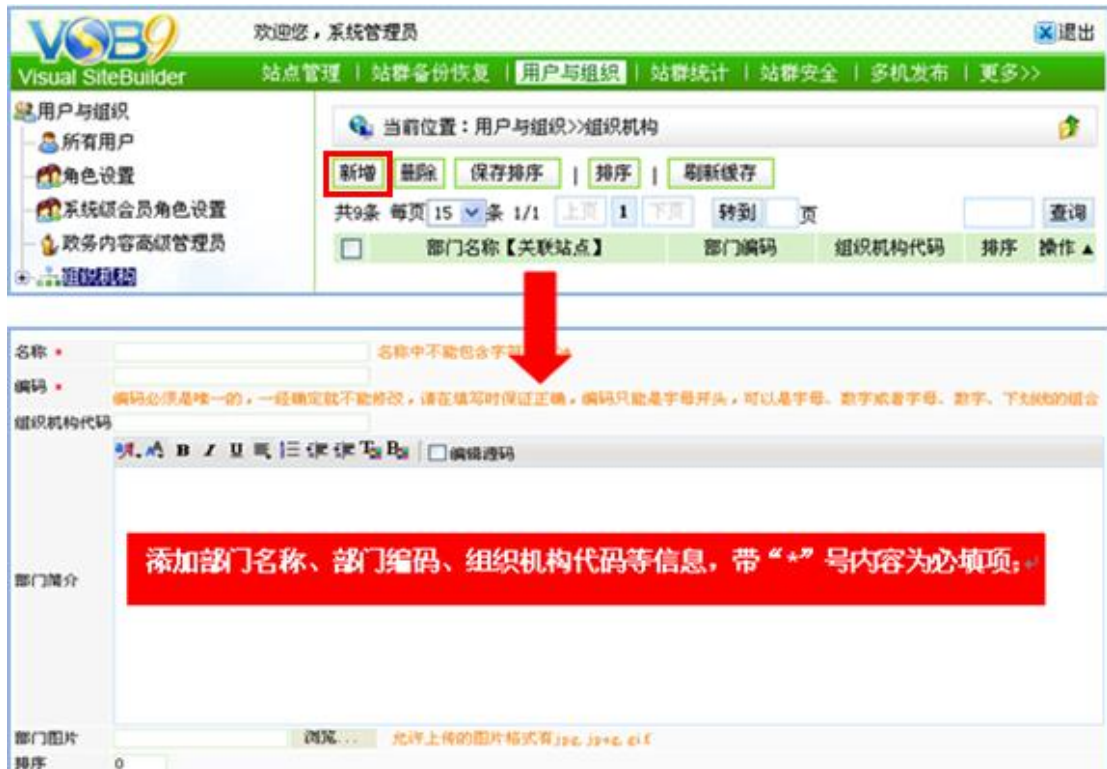 VSB9
Visual SiteBuilder
欢迎您，系统管理员
退出
站点管理 | 站群备份恢复 | 用户与组织 | 站群统计 | 站群安全 | 多机发布 | 更多>>
用户与组织
所有用户
角色设置
系统级会员角色设置
政务内容高级管理员
组织机构
当前位置：用户与组织>>组织机构
新增 删除 保存排序 | 排序 | 刷新缓存
共9条 每页 15 条 1/1 上页 1 下页 转到 页 查询
部门名称【关联站点】 部门编码 组织机构代码 排序 操作▲
名称 * 名称中不能包含字
编码 *
编码必须是唯一的，一经确定就不能修改，请在填写时保证正确，编码只能是字母开头，可以是字母、数字或者字母、数字、下划线的组合
组织机构代码
B I U 编辑源码
添加部门名称、部门编码、组织机构代码等信息，带“*”号内容为必填项；
部门简介
部门图片 浏览... 允许上传的图片格式有jpg,jpeg,gif
排序 0